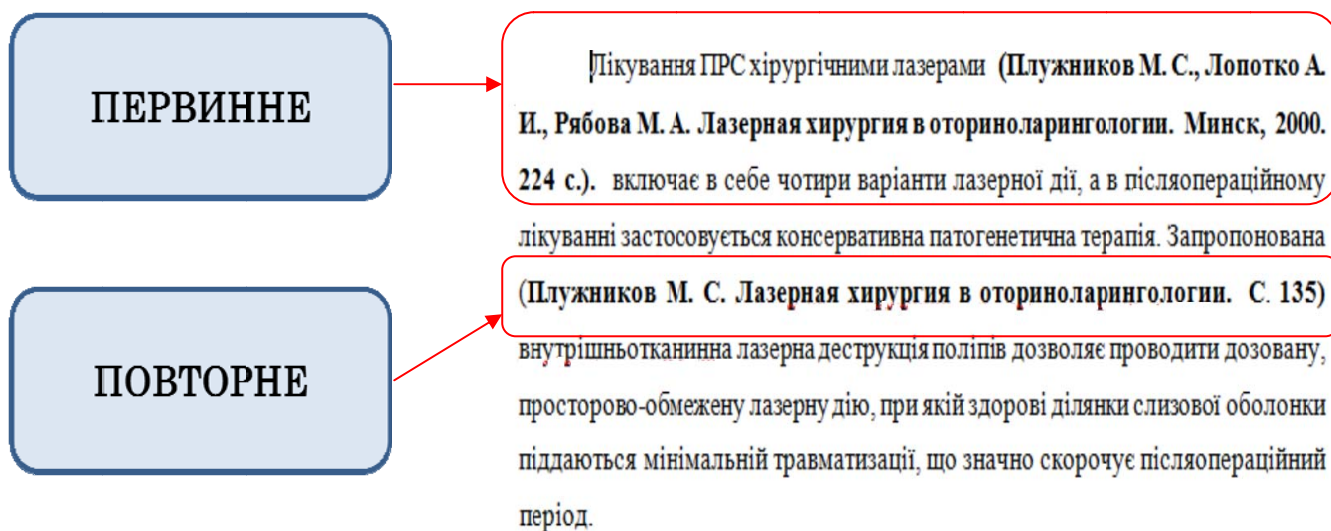 ПЕРВИННЕ
ПОВТОРНЕ
Лікування ПРС хірургічними лазерами (Плужников М. С., Лопотко А.
И., Рябова М. А. Лазерная хирургия в оториноларингологии. Минск, 2000.
224 с.). включає в себе чотири варіанти лазерної дії, а в післяопераційному
лікуванні застосовується консервативна патогенетична терапія. Запропонована
(Плужников М. С. Лазерная хирургия в оториноларингологии. С. 135)
внутрішньотканинна лазерна деструкція поліпів дозволяє проводити дозовану,
просторово-обмежену лазерну дію, при якій здорові ділянки слизової оболонки
піддаються мінімальній травматизації, що значно скорочує післяопераційний
період.